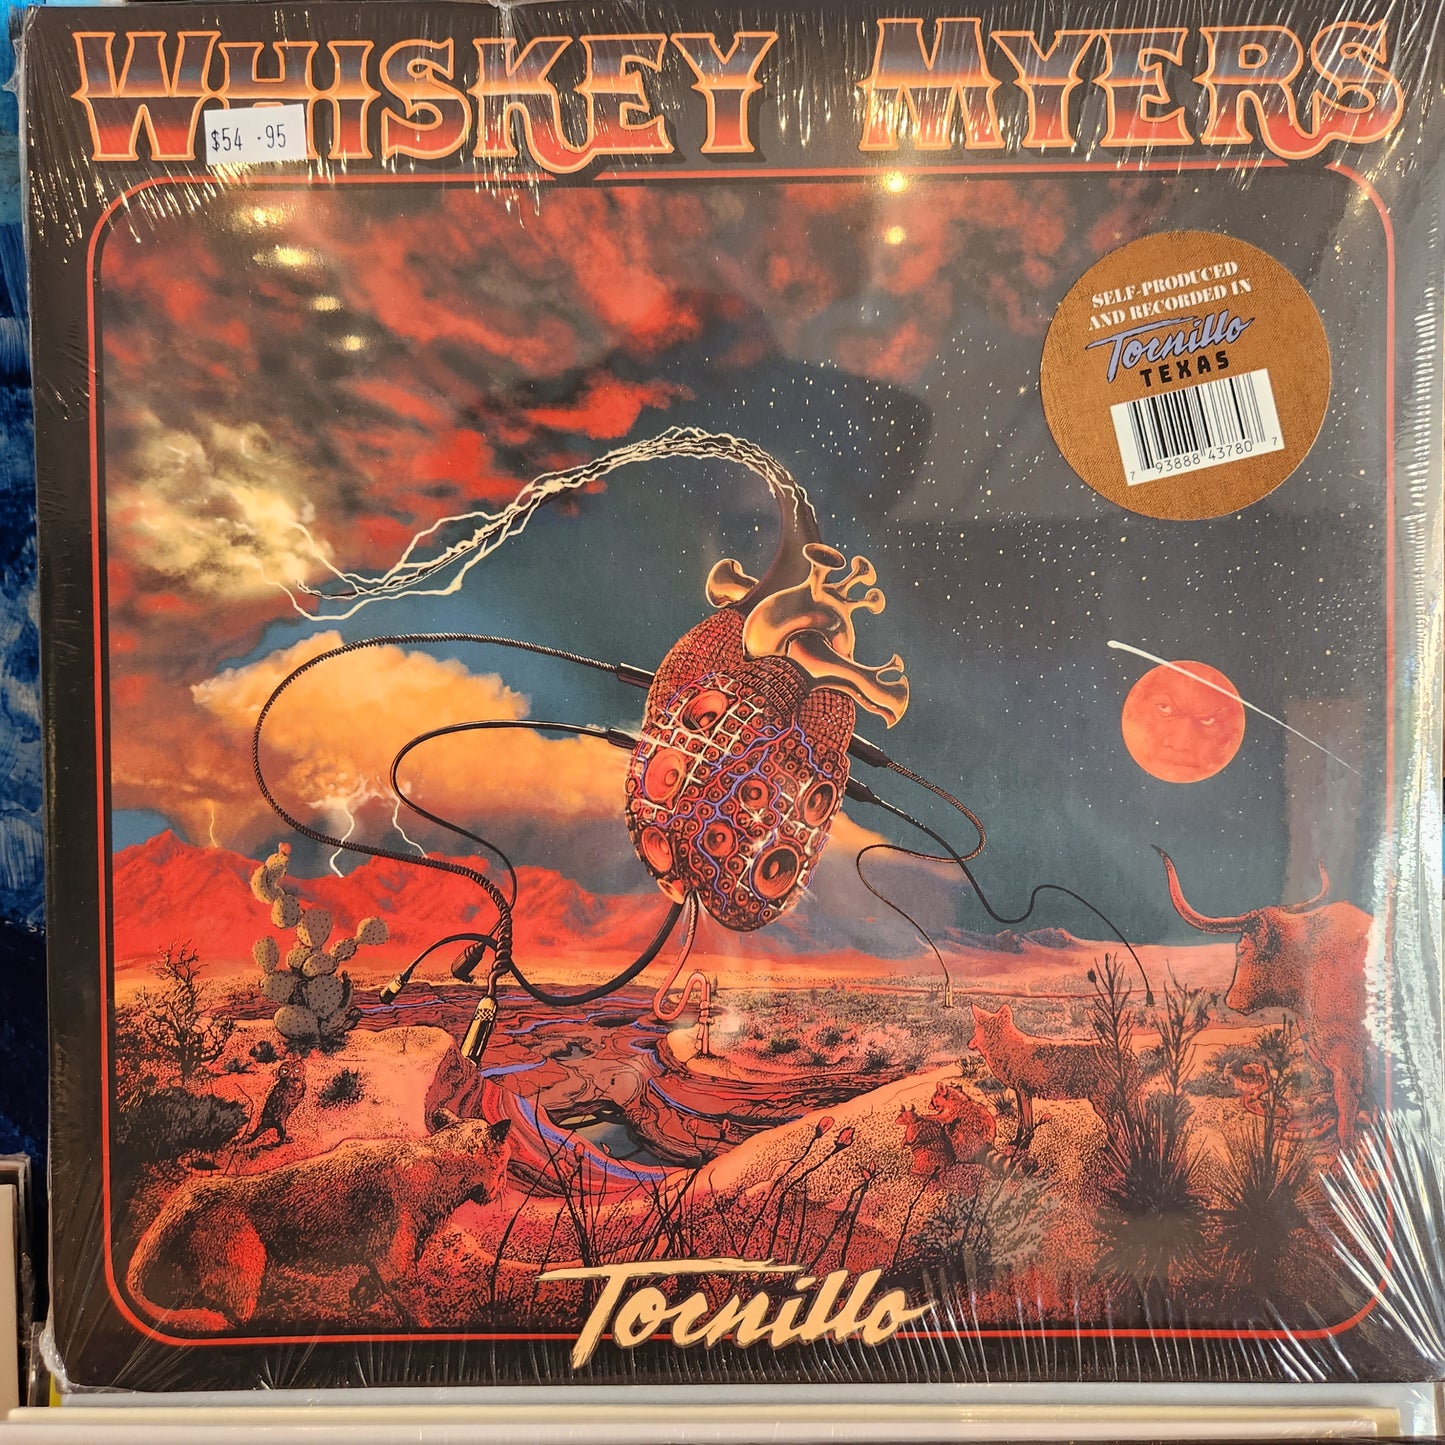 WHISKEY MYERS
$54 .95
SELF-PRODUCED
AND RECORDED IN
Tornillo
TEXAS
7 93888 43780 7
Tornillo